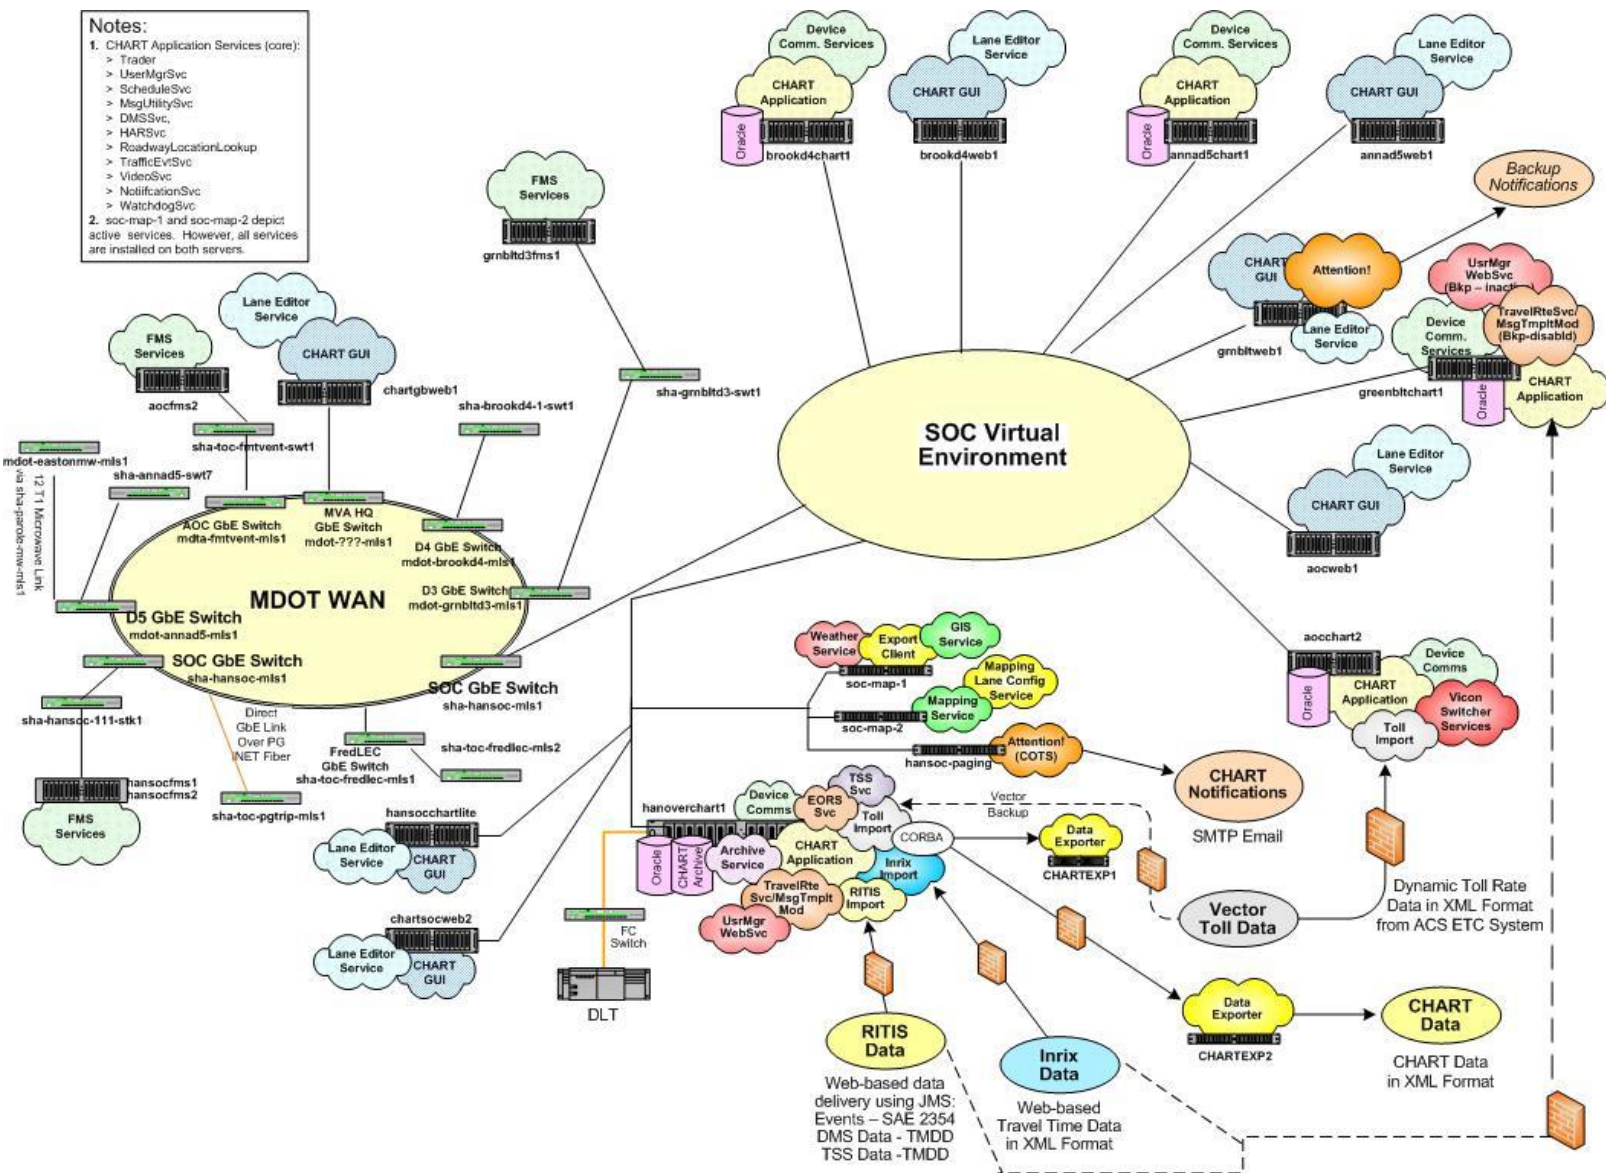 Notes:
1. CHART Application Services (core):
> Trader
> UserMgrSvc
> ScheduleSvc
> MsgUtilitySvc
> DMSSvc,
> HARSvc
> RoadwayLocationLookup
> TrafficEvtSvc
> VideoSvc
> NotiifcationSvc
> WatchdogSvc
2. soc-map-1 and soc-map-2 depict
active services. However, all services
are installed on both servers.
Device
Comm. Services
CHART
Application
Oracle
brookd4chart1
Lane Editor
Service
CHART GUI
brookd4web1
Device
Comm. Services
CHART
Application
Oracle
annad5chart1
Lane Editor
Service
CHART GUI
annad5web1
Backup
Notifications
FMS
Services
grnbltd3fms1
CHART
GUI
Attention!
Lane Editor
Service
grnbltweb1
UsrMgr
WebSvc
(Bkp – inactive)
TravelRteSvc/
MsgTmpltMod
(Bkp-disabld)
Device
Comm.
Services
greenbltchart1
Oracle
CHART
Application
Lane Editor
Service
CHART GUI
chartgbweb1
FMS
Services
aocfms2
sha-toc-fmtvent-swt1
sha-brookd4-1-swt1
sha-grnbltd3-swt1
mdot-eastonmw-mls1
12 T1 Microwave Link
via sha-parole-mw-mls1
sha-annad5-swt7
SOC Virtual
Environment
Lane Editor
Service
CHART GUI
aocweb1
AOC GbE Switch
mdta-fmtvent-mls1
MVA HQ
GbE Switch
mdot-???-mls1
D4 GbE Switch
mdot-brookd4-mls1
D3 GbE Switch
mdot-grnbltd3-mls1
MDOT WAN
D5 GbE Switch
mdot-annad5-mls1
SOC GbE Switch
sha-hansoc-mls1
SOC GbE Switch
sha-hansoc-mls1
sha-hansoc-111-stk1
hansocfms1
hansocfms2
FMS
Services
Direct
GbE Link
Over PG
INET Fiber
sha-toc-pgtrip-mls1
FredLEC
GbE Switch
sha-toc-fredlec-mls1
sha-toc-fredlec-mls2
Weather
Service
Export
Client
GIS
Service
soc-map-1
Mapping
Lane Config
Service
Mapping
Service
soc-map-2
hansoc-paging
Attention!
(COTS)
CHART
Notifications
SMTP Email
aocchart2
Oracle
Device
Comms
CHART
Application
Vicon
Switcher
Services
Toll
Import
hansocchartlite
Lane Editor
Service
CHART
GUI
chartsocweb2
Lane Editor
Service
CHART
GUI
hanoverchart1
Device
Comms
TSS
Svc
EORS
Svc
Toll
Import
CORBA
Oracle
CHART
Archive
Archive
Service
CHART
Application
Inrix
Import
TravelRte
Svc/MsgTmplt
Mod
RITIS
Import
UsrMgr
WebSvc
FC
Switch
DLT
Vector
Backup
Data
Exporter
CHARTEXP1
Vector
Toll Data
Dynamic Toll Rate
Data in XML Format
from ACS ETC System
RITIS
Data
Web-based data
delivery using JMS:
Events – SAE 2354
DMS Data - TMDD
TSS Data -TMDD
Inrix
Data
Web-based
Travel Time Data
in XML Format
Data
Exporter
CHARTEXP2
CHART
Data
CHART Data
in XML Format